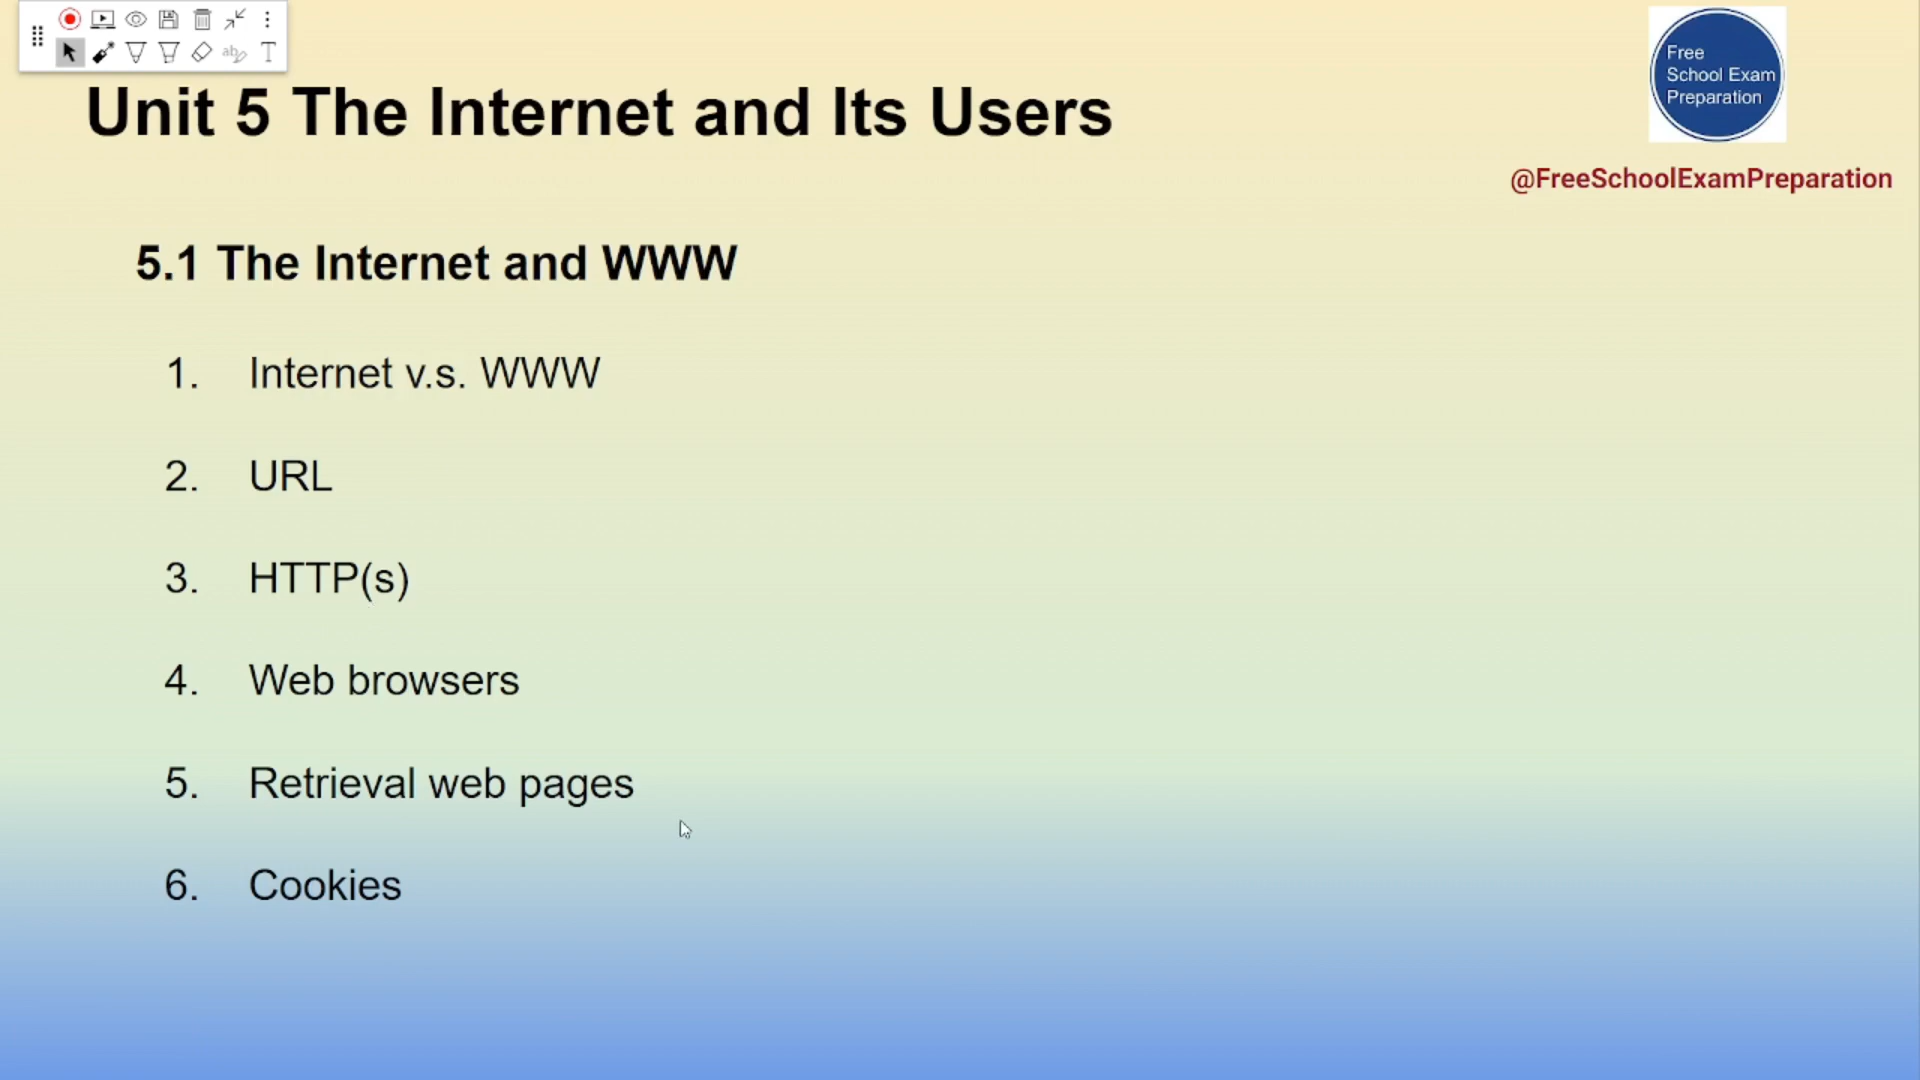 Unit 5 The Internet and Its Users
Free
School Exam
Preparation
@FreeSchoolExamPreparation
5.1 The Internet and WWW
1. Internet v.s. WWW
2. URL
3. HTTP(s)
4. Web browsers
5. Retrieval web pages
6. Cookies